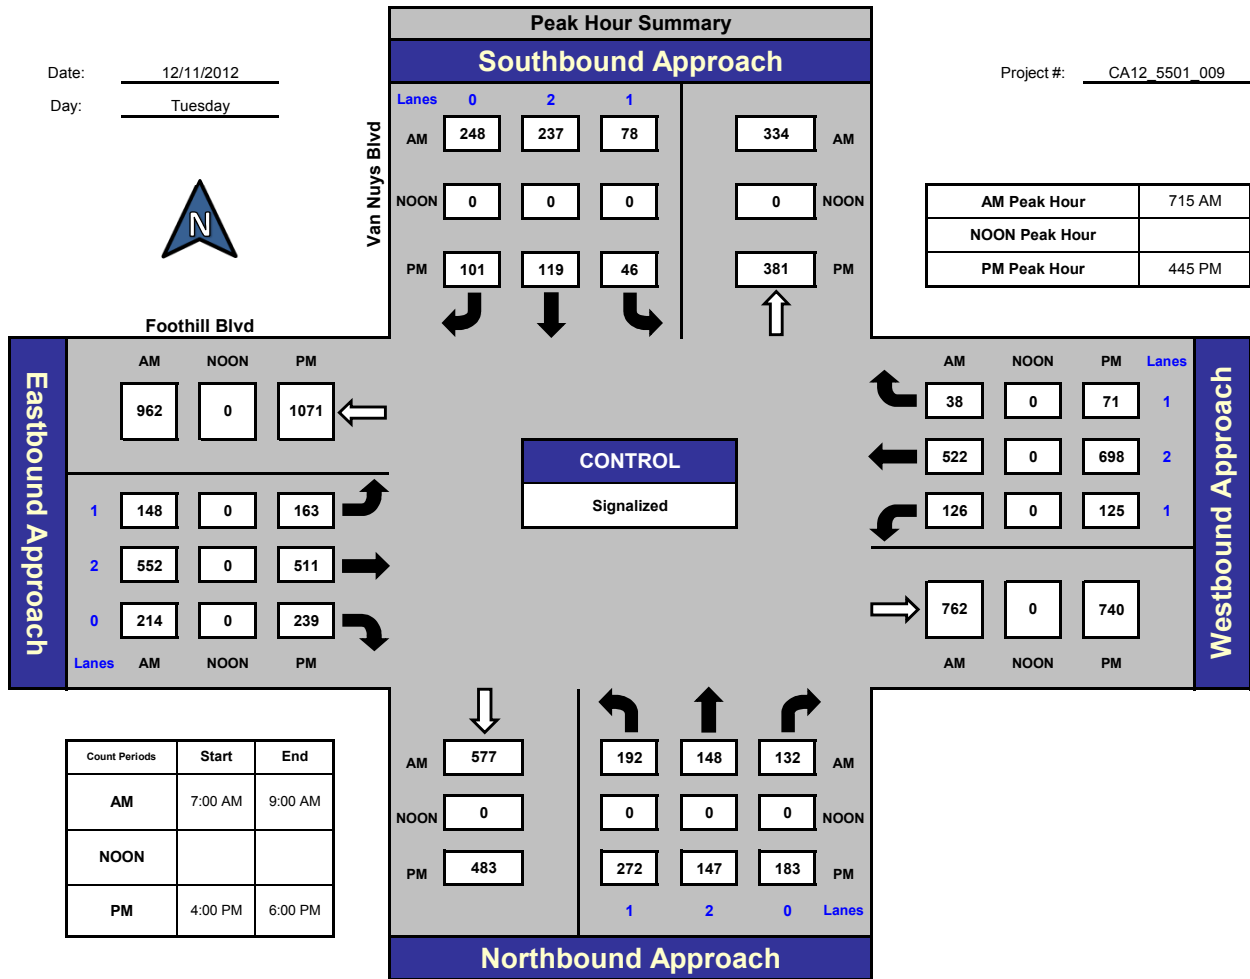 Peak Hour Summary
Southbound Approach
Date: 12/11/2012
Day: Tuesday
Project #: CA12_5501_009
Van Nuys Blvd
Lanes 0 2 1
AM 248 237 78 334 AM
NOON 0 0 0 0 NOON
PM 101 119 46 381 PM
N
AM Peak Hour 715 AM
NOON Peak Hour
PM Peak Hour 445 PM
Foothill Blvd
Eastbound Approach
AM NOON PM
962 0 1071
1 148 0 163
2 552 0 511
0 214 0 239
Lanes AM NOON PM
CONTROL
Signalized
AM NOON PM Lanes
38 0 71 1
522 0 698 2
126 0 125 1
762 0 740
AM NOON PM
Westbound Approach
Count Periods Start End
AM 7:00 AM 9:00 AM
NOON
PM 4:00 PM 6:00 PM
AM 577 192 148 132 AM
NOON 0 0 0 0 NOON
PM 483 272 147 183 PM
1 2 0 Lanes
Northbound Approach